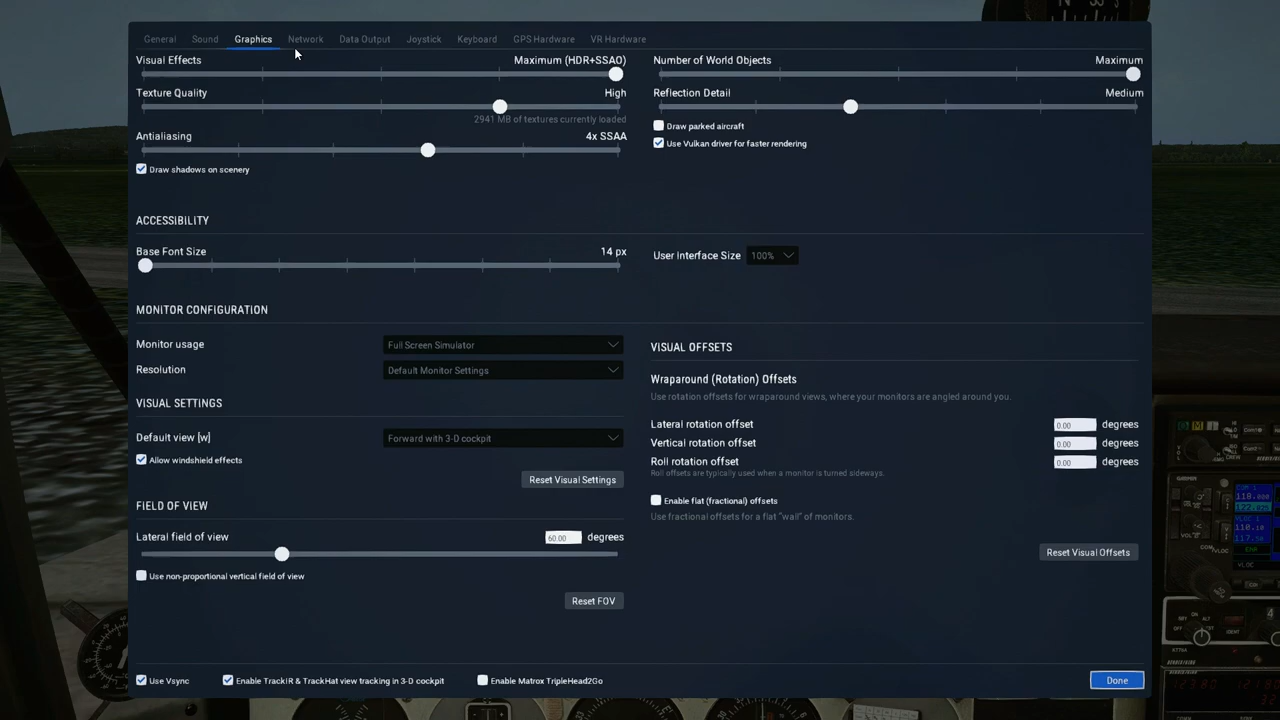 General Sound Graphics Network Data Output Joystick Keyboard GPS Hardware VR Hardware
Visual Effects Maximum (HDR+SSAO)
Texture Quality High
2941 MB of textures currently loaded
Antialiasing 4x SSAA
Draw shadows on scenery
Number of World Objects Maximum
Reflection Detail Medium
Draw parked aircraft
Use Vulkan driver for faster rendering
ACCESSIBILITY
Base Font Size 14 px
User Interface Size 100%
MONITOR CONFIGURATION
Monitor usage Full Screen Simulator
Resolution Default Monitor Settings
VISUAL SETTINGS
Default view [w] Forward with 3-D cockpit
Allow windshield effects
Reset Visual Settings
FIELD OF VIEW
Lateral field of view 60.00 degrees
Use non-proportional vertical field of view
Reset FOV
VISUAL OFFSETS
Wraparound (Rotation) Offsets
Use rotation offsets for wraparound views, where your monitors are angled around you.
Lateral rotation offset 0.00 degrees
Vertical rotation offset 0.00 degrees
Roll rotation offset 0.00 degrees
Roll offsets are typically used when a monitor is turned sideways.
Enable flat (fractional) offsets
Use fractional offsets for a flat "wall" of monitors.
Reset Visual Offsets
Use Vsync Enable TrackIR & TrackHat view tracking in 3-D cockpit Enable Matrox TripleHead2Go Done
GARMIN
118.000
COM/VLOC
VLOC
IDENT